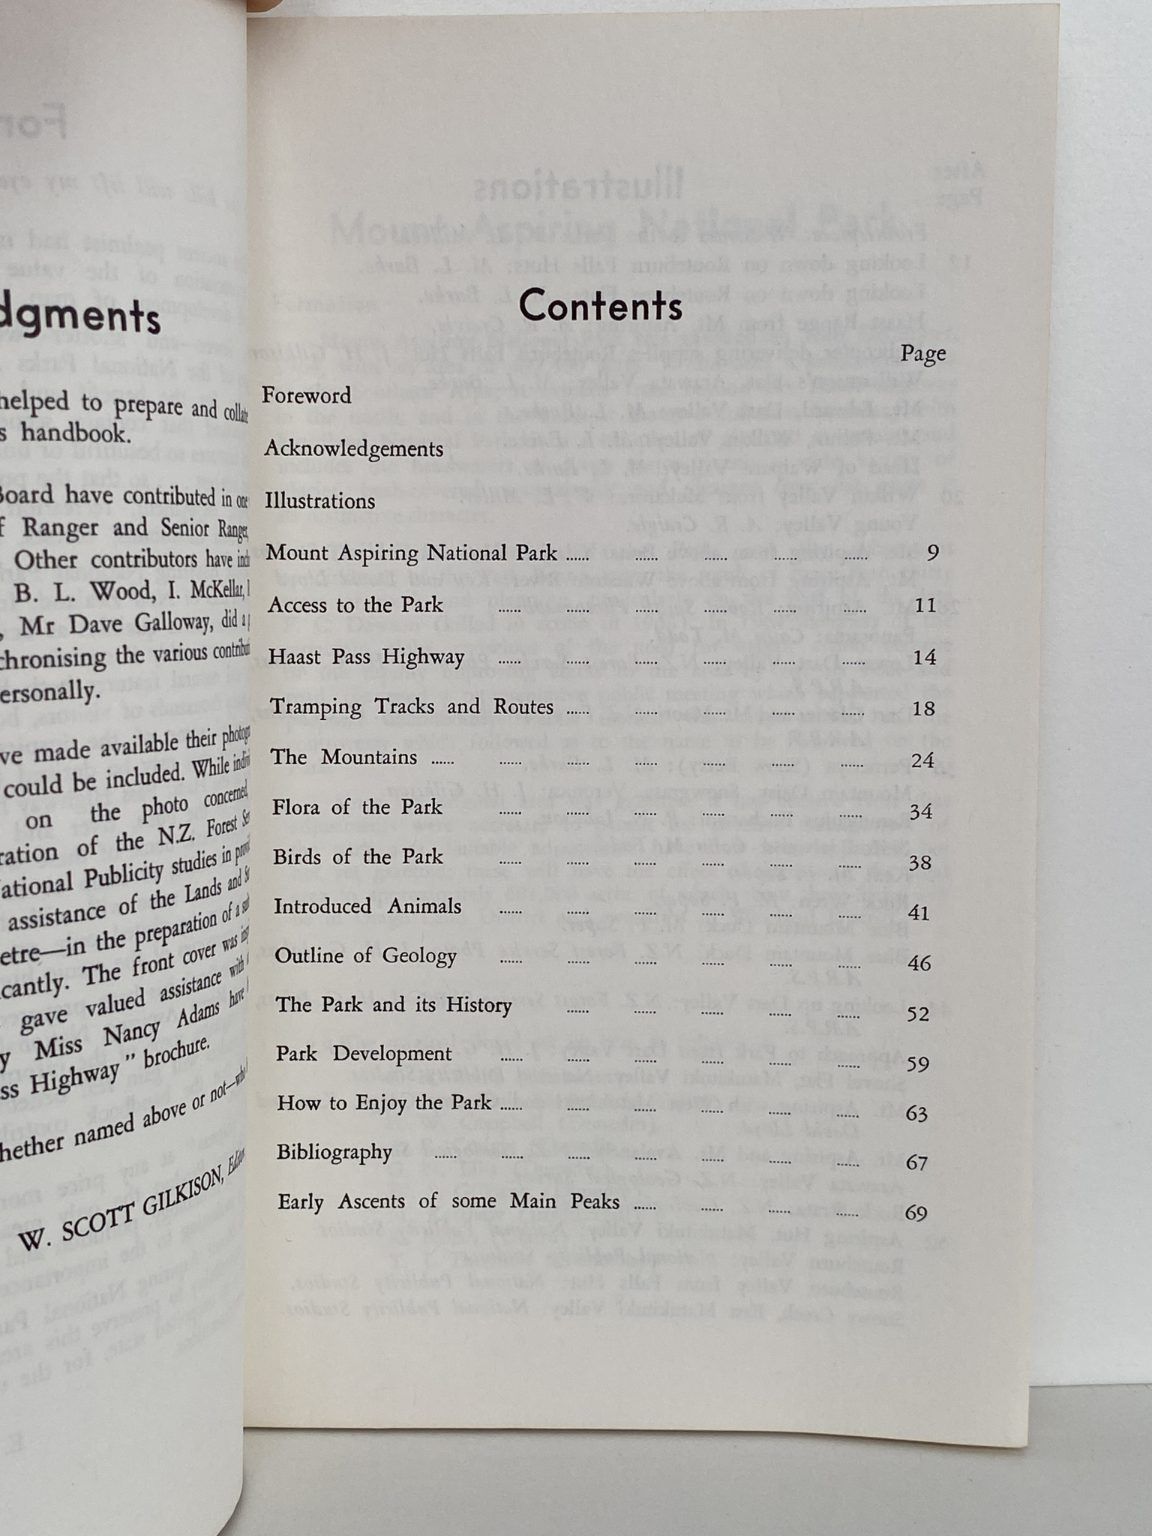 dgments
helped to prepare and
s handbook.
Board have contributed in one
f Ranger and Senior
Other contributors have
B. L. Wood, I. McKellar,
, Mr Dave Galloway, did a
chronising the various
ersonally.
ve made available their
could be included. While
on the photo concerned,
ration of the N.Z. Forest
National Publicity studies in
assistance of the Lands and
etre—in the preparation of a
cantly. The front cover was
gave valued assistance with
y Miss Nancy Adams have
ss Highway" brochure.
hether named above or not—
W. SCOTT GILKISON,
Contents
Page
Foreword
Acknowledgements
Illustrations
Mount Aspiring National Park ...... ...... ...... ...... ...... 9
Access to the Park ...... ...... ...... ...... ...... ...... 11
Haast Pass Highway ...... ...... ...... ...... ...... ...... 14
Tramping Tracks and Routes ...... ...... ...... ...... ...... 18
The Mountains ...... ...... ...... ...... ...... ...... ...... 24
Flora of the Park ...... ...... ...... ...... ...... ...... 34
Birds of the Park ...... ...... ...... ...... ...... ...... 38
Introduced Animals ...... ...... ...... ...... ...... ...... 41
Outline of Geology ...... ...... ...... ...... ...... ...... 46
The Park and its History ...... ...... ...... ...... ...... 52
Park Development ...... ...... ...... ...... ...... ...... 59
How to Enjoy the Park ...... ...... ...... ...... ...... ...... 63
Bibliography ...... ...... ...... ...... ...... ...... ...... 67
Early Ascents of some Main Peaks ...... ...... ...... ...... 69